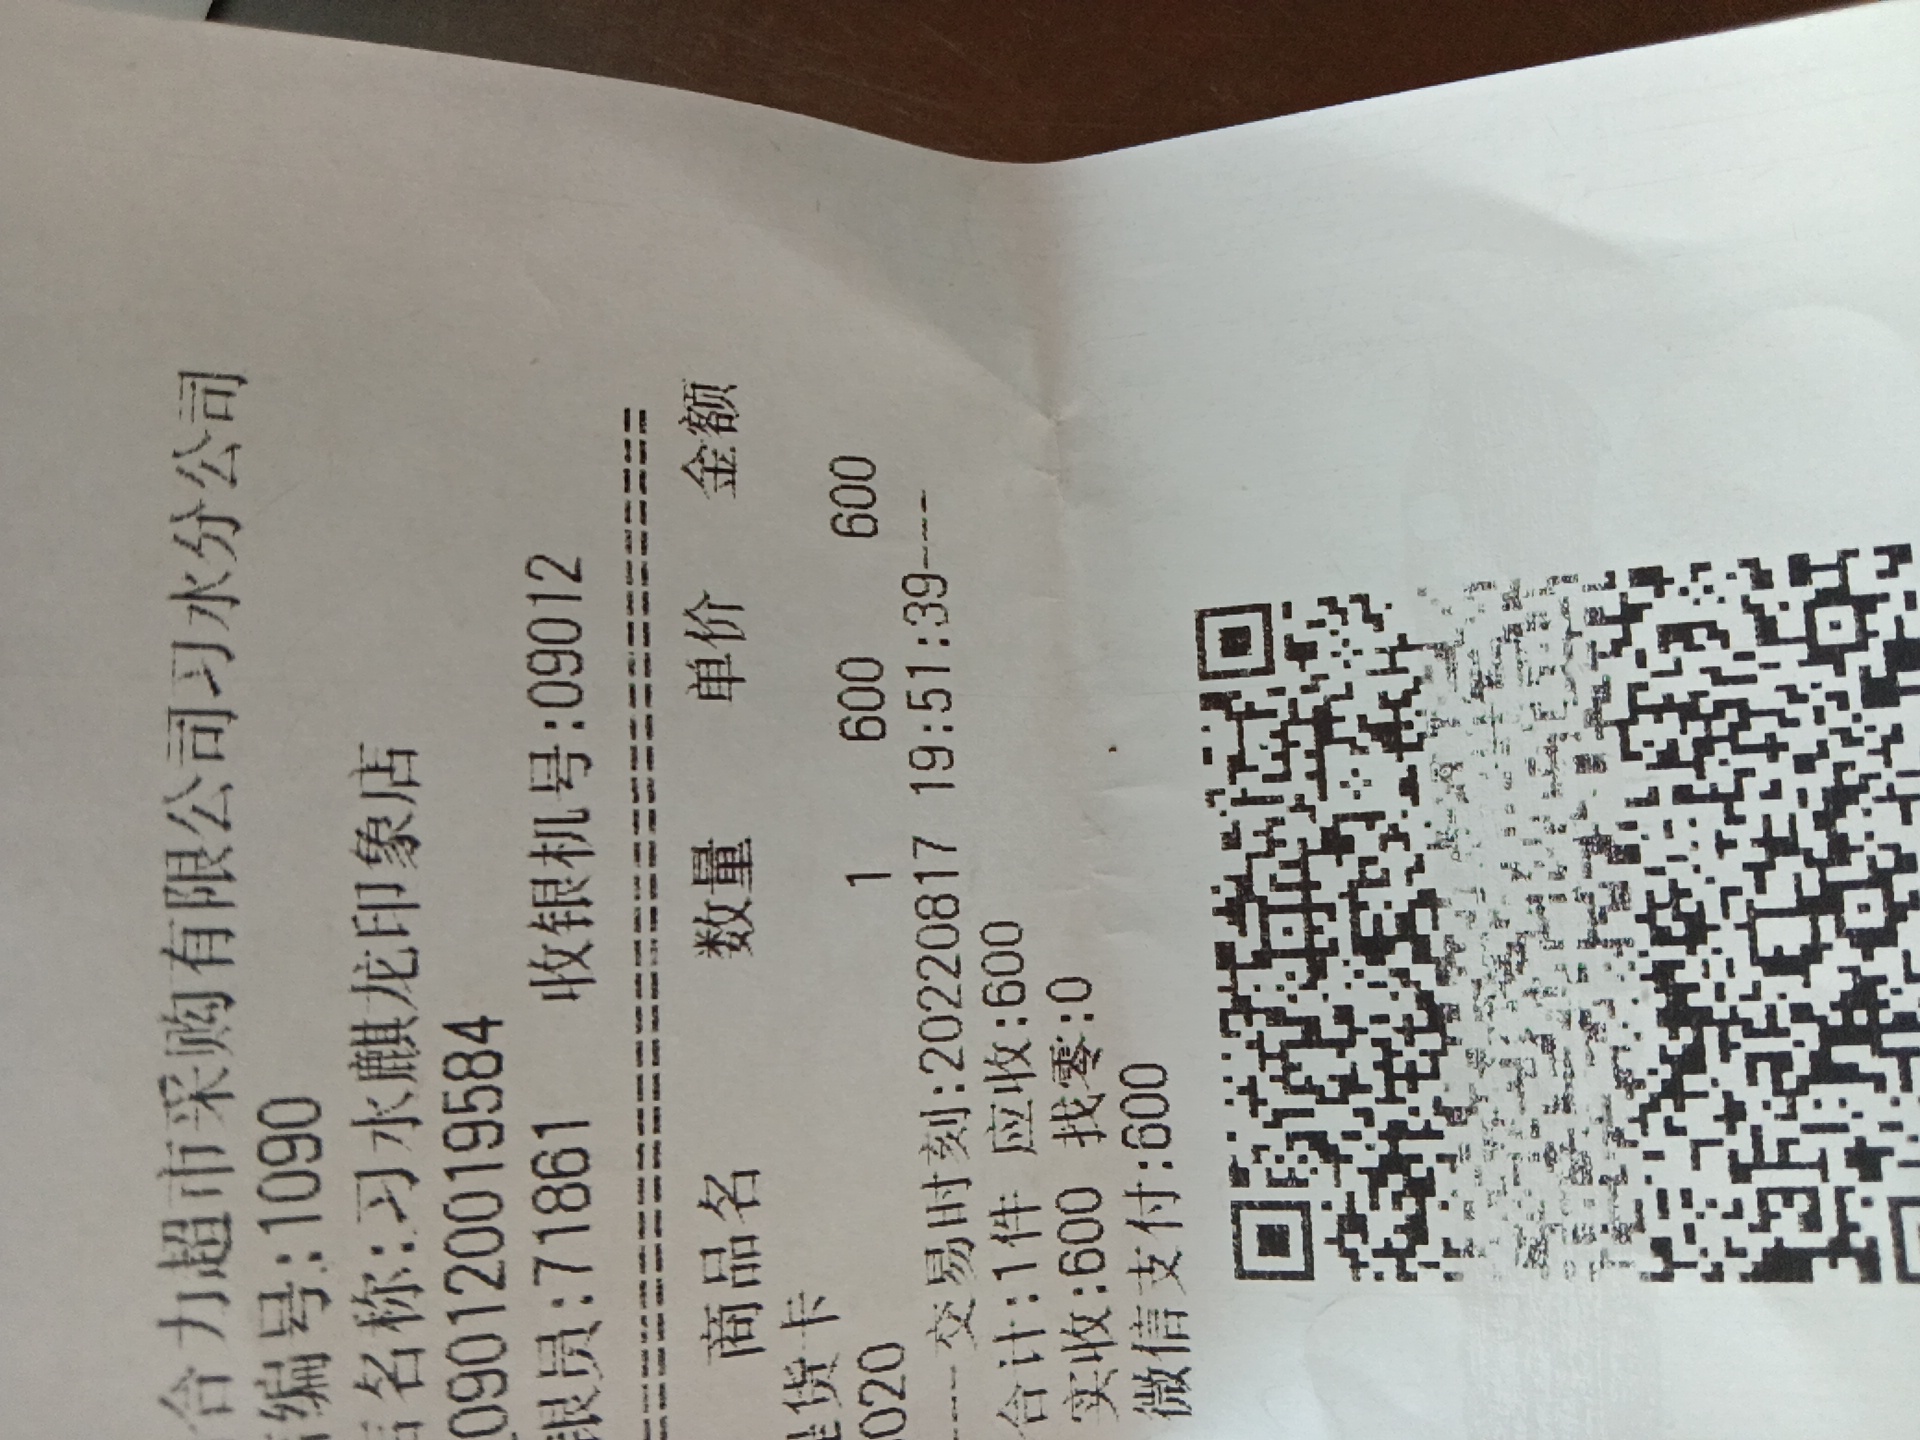 合力超市采购有限公司习水分公司
编号:1090
名称:习水麒龙印象店
090120019584
银员:71861 收银机号:09012
商品名 数量 单价 金额
货卡
020 1 600 600
----交易时刻:20220817 19:51:39----
合计:1件 应收:600
实收:600 找零:0
微信支付:600